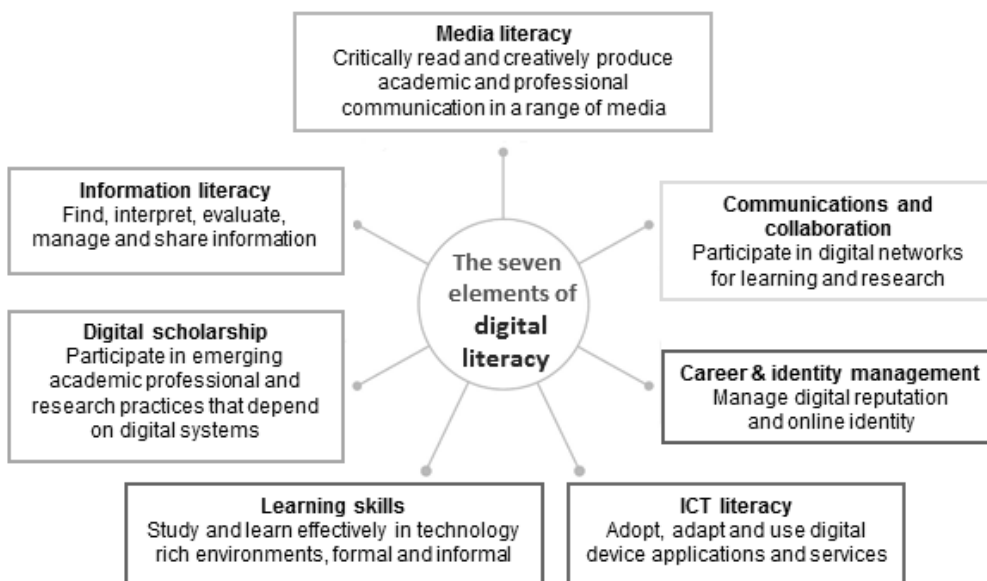 Media literacy
Critically read and creatively produce
academic and professional
communication in a range of media
Information literacy
Find, interpret, evaluate,
manage and share information
Communications and
collaboration
Participate in digital networks
for learning and research
The seven
elements of
digital
literacy
Digital scholarship
Participate in emerging
academic professional and
research practices that depend
on digital systems
Career & identity management
Manage digital reputation
and online identity
Learning skills
Study and learn effectively in technology
rich environments, formal and informal
ICT literacy
Adopt, adapt and use digital
device applications and services